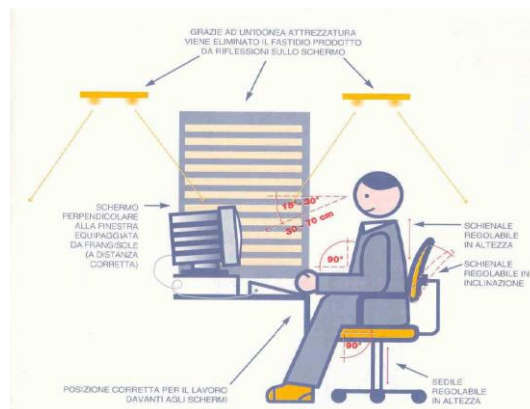 GRAZIE AD UN'IDONEA ATTREZZATURA
VIENE ELIMINATO IL FASTIDIO PRODOTTO
DA RIFLESSIONI SULLO SCHERMO
15° - 30°
30 - 70 cm
SCHERMO
PERPENDICOLARE
ALLA FINESTRA
EQUIPAGGIATA
DA FRANGISOLE
(A DISTANZA
CORRETTA)
SCHIENALE
REGOLABILE
IN ALTEZZA
90°
SCHIENALE
REGOLABILE IN
INCLINAZIONE
90°
POSIZIONE CORRETTA PER IL LAVORO
DAVANTI AGLI SCHERMI
SEDILE
REGOLABILE
IN ALTEZZA